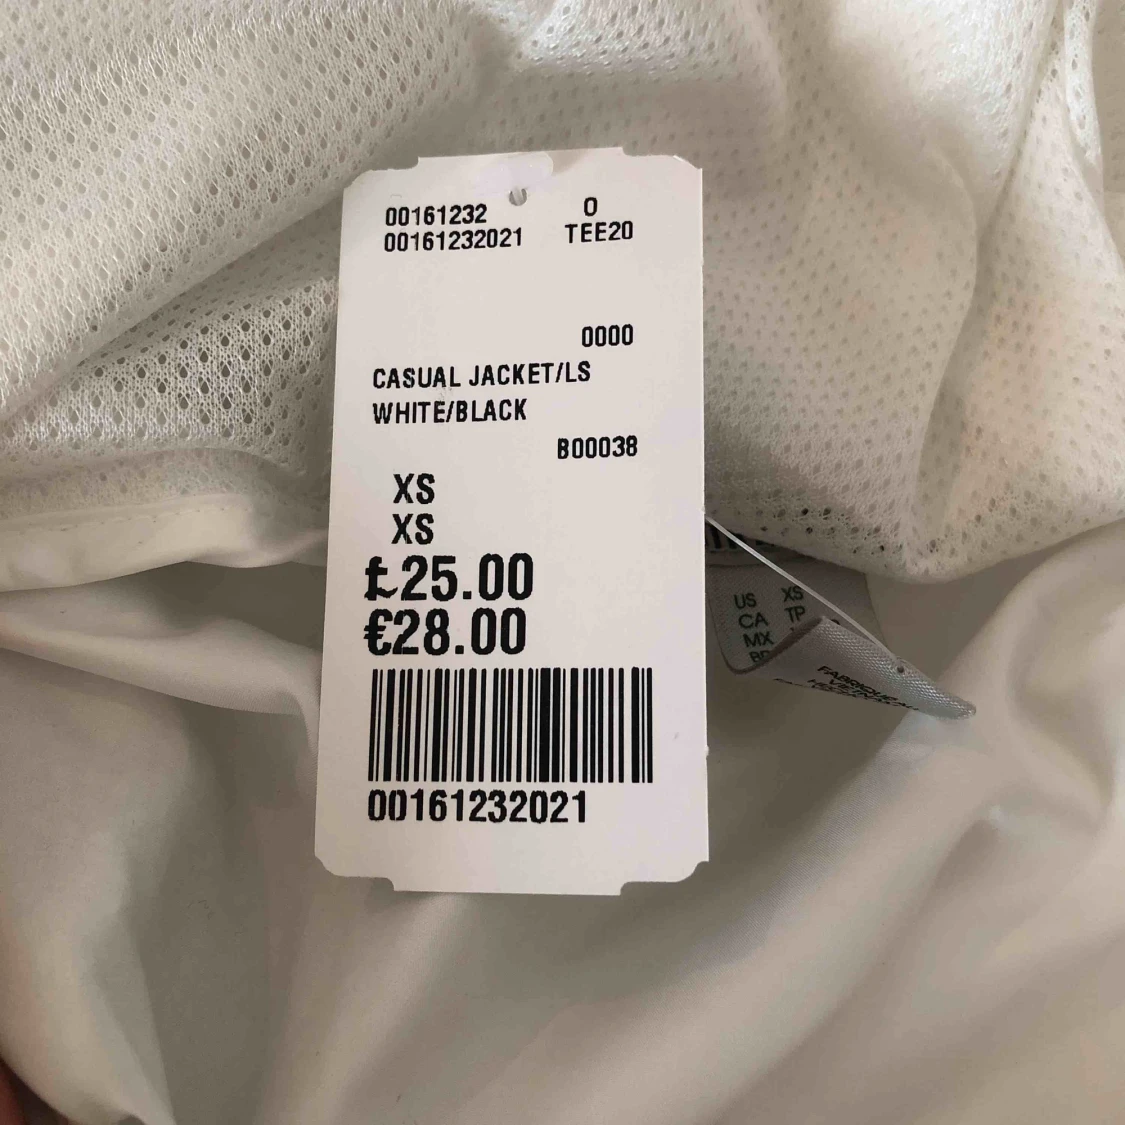 00161232 0
00161232021 TEE20
0000
CASUAL JACKET/LS
WHITE/BLACK
B00038
XS
XS
£25.00
€28.00
00161232021
US XS
CA TP
MX